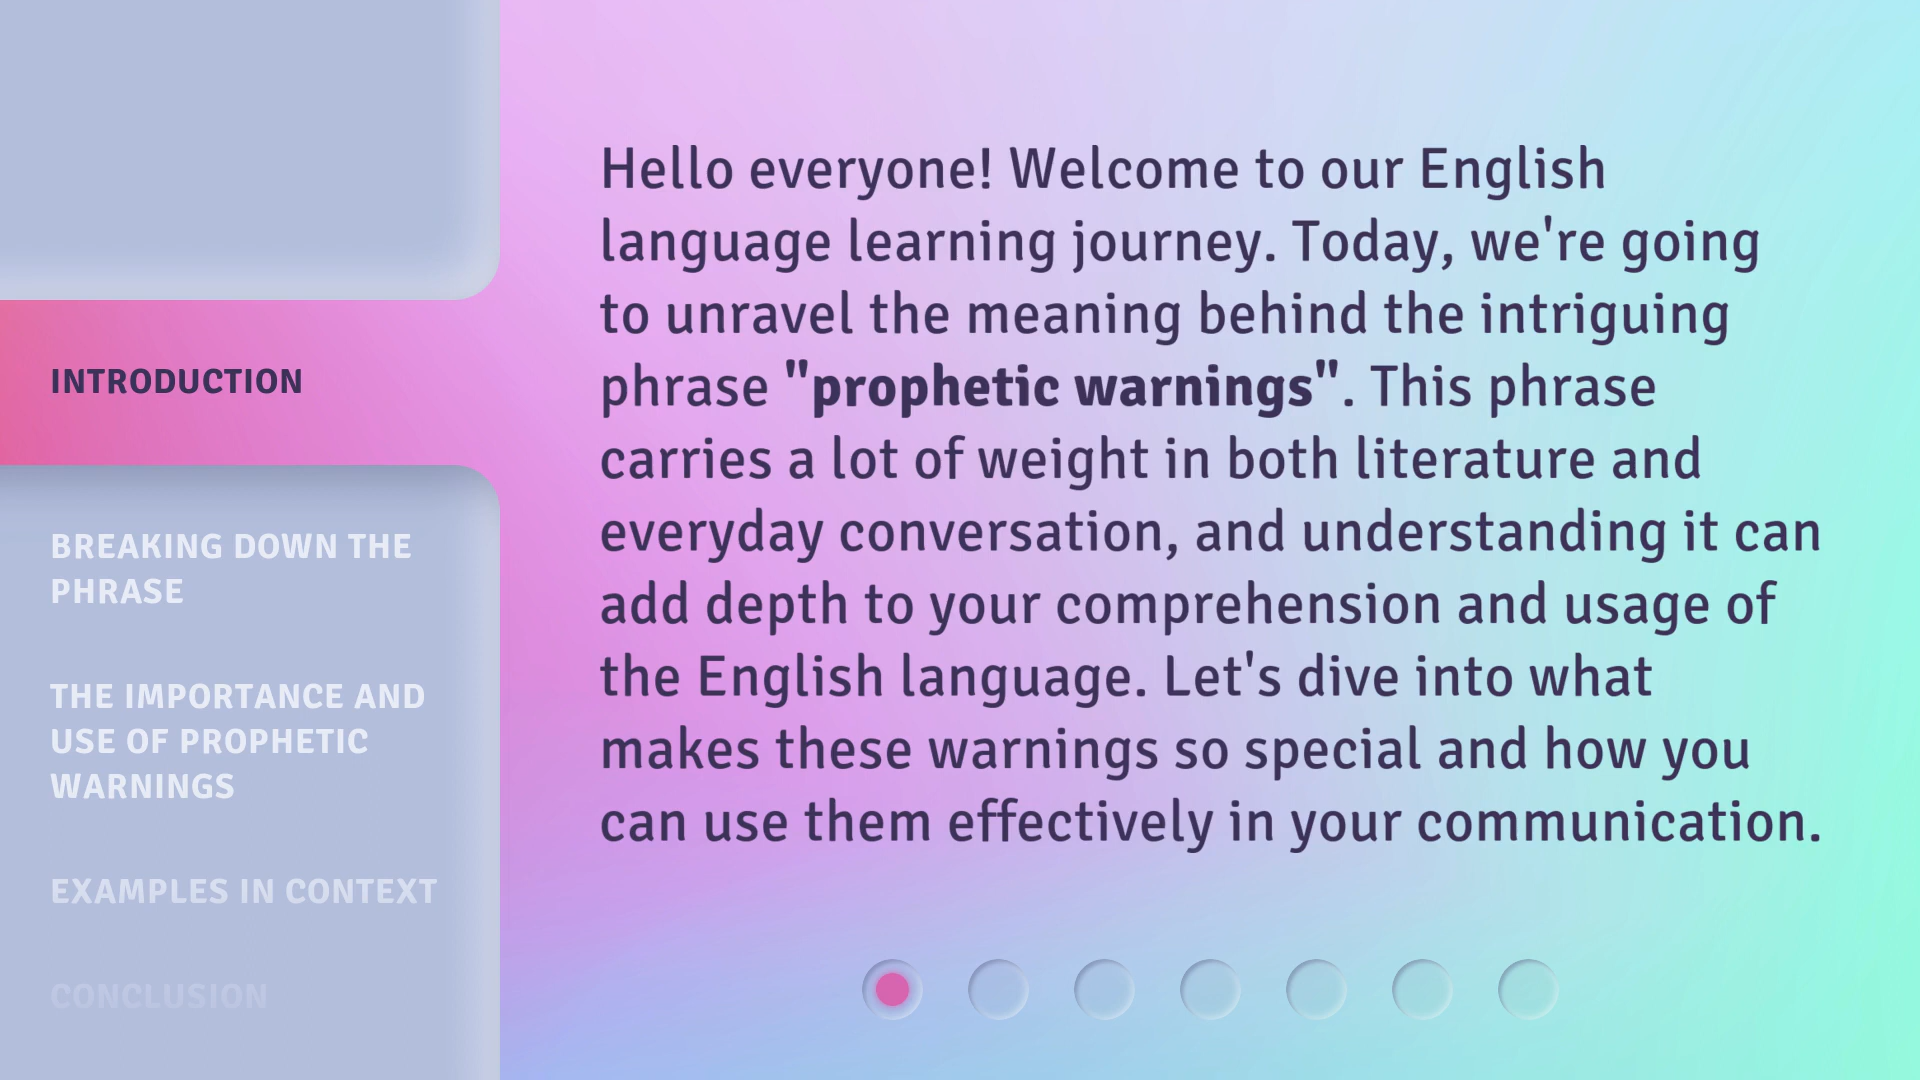 INTRODUCTION
BREAKING DOWN THE
PHRASE
THE IMPORTANCE AND
USE OF PROPHETIC
WARNINGS
EXAMPLES IN CONTEXT
CONCLUSION
Hello everyone! Welcome to our English
language learning journey. Today, we're going
to unravel the meaning behind the intriguing
phrase "prophetic warnings". This phrase
carries a lot of weight in both literature and
everyday conversation, and understanding it can
add depth to your comprehension and usage of
the English language. Let's dive into what
makes these warnings so special and how you
can use them effectively in your communication.